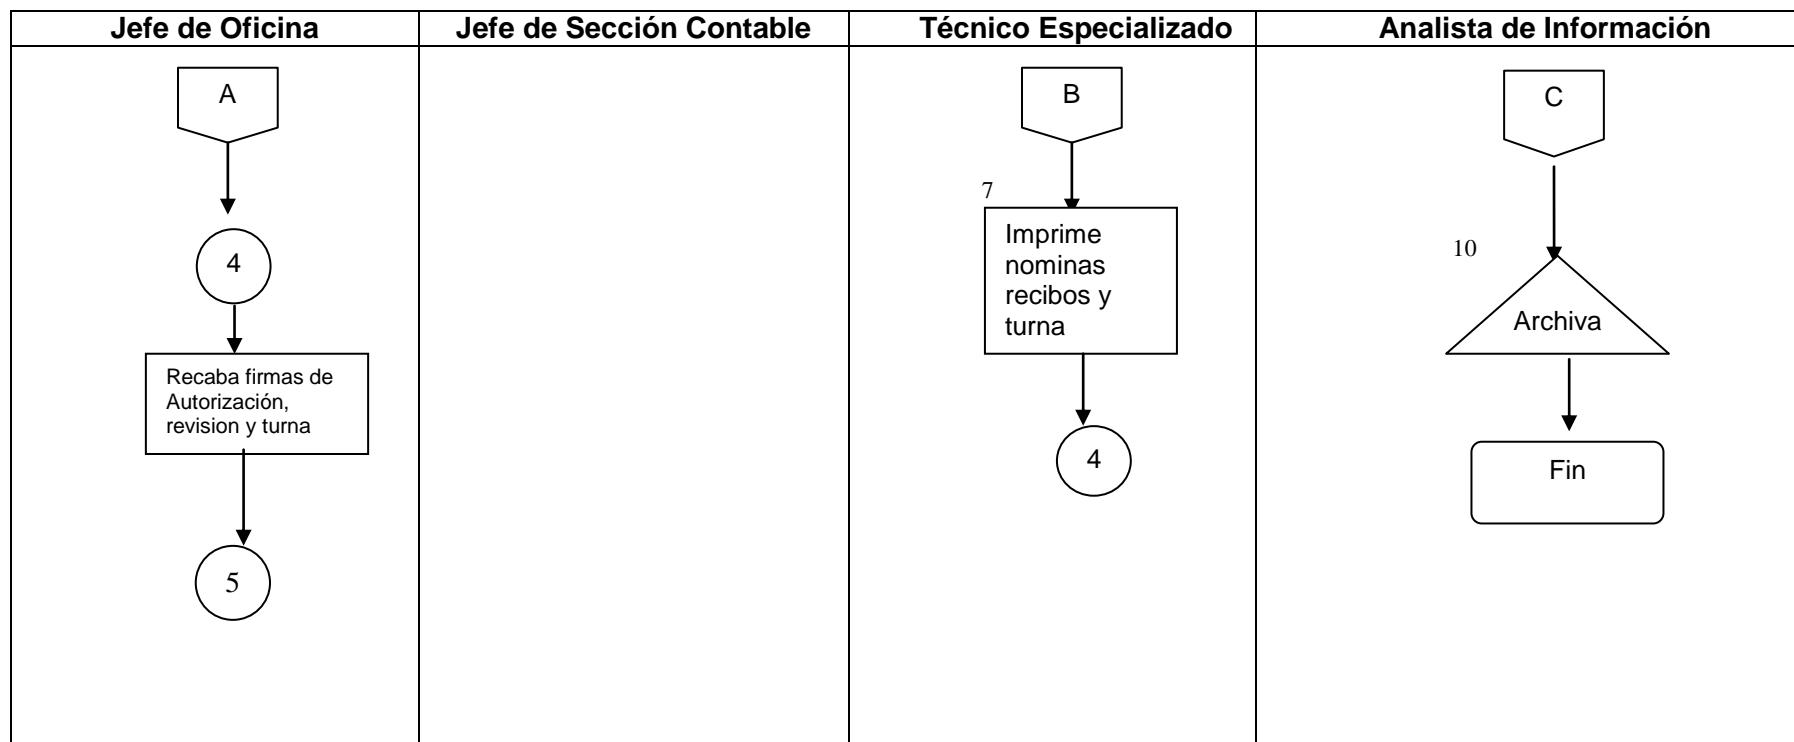 Jefe de Oficina
Jefe de Sección Contable
Técnico Especializado
Analista de Información
A
4
Recaba firmas de
Autorización,
revision y turna
5
B
7
Imprime
nominas
recibos y
turna
4
C
10
Archiva
Fin